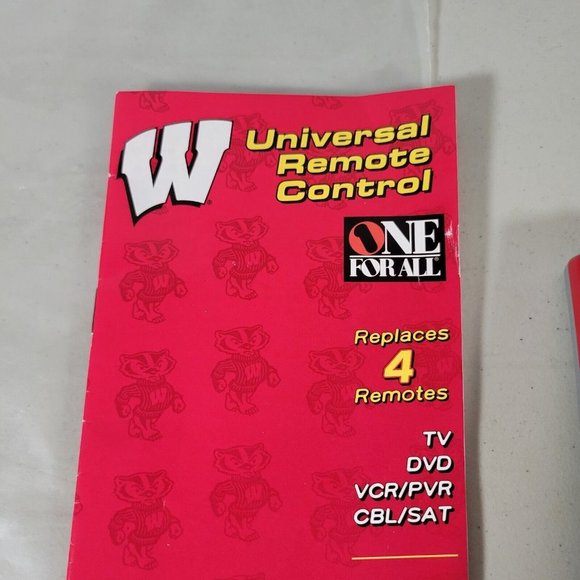 W
Universal
Remote
Control
ONE
FOR ALL®
Replaces
4
Remotes
TV
DVD
VCR/PVR
CBL/SAT